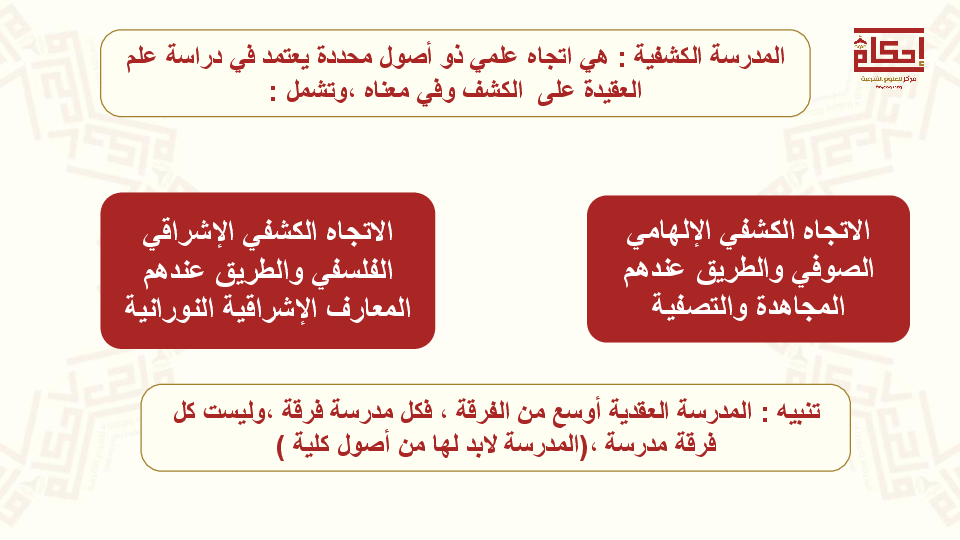 المدرسة الكشفية : هي اتجاه علمي ذو أصول محددة يعتمد في دراسة علم
العقيدة على الكشف وفي معناه ،وتشمل :
إحكام
مركز للعلوم الشرعية
الاتجاه الكشفي الإلهامي
الصوفي والطريق عندهم
المجاهدة والتصفية
الاتجاه الكشفي الإشراقي
الفلسفي والطريق عندهم
المعارف الإشراقية النورانية
تنبيه : المدرسة العقدية أوسع من الفرقة ، فكل مدرسة فرقة ،وليست كل
فرقة مدرسة ،(المدرسة لابد لها من أصول كلية )